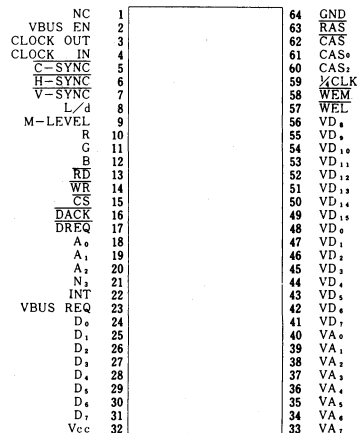 NC 1 64 GND
VBUS EN 2 63 RAS
CLOCK OUT 3 62 CAS
CLOCK IN 4 61 CAS₀
C-SYNC 5 60 CAS₂
H-SYNC 6 59 ¼CLK
V-SYNC 7 58 WEM
L/d 8 57 WEL
M-LEVEL 9 56 VD₈
R 10 55 VD₉
G 11 54 VD₁₀
B 12 53 VD₁₁
RD 13 52 VD₁₂
WR 14 51 VD₁₃
CS 15 50 VD₁₄
DACK 16 49 VD₁₅
DREQ 17 48 VD₀
A₀ 18 47 VD₁
A₁ 19 46 VD₂
A₂ 20 45 VD₃
N₃ 21 44 VD₄
INT 22 43 VD₅
VBUS REQ 23 42 VD₆
D₀ 24 41 VD₇
D₁ 25 40 VA₀
D₂ 26 39 VA₁
D₃ 27 38 VA₂
D₄ 28 37 VA₃
D₅ 29 36 VA₄
D₆ 30 35 VA₅
D₇ 31 34 VA₆
Vcc 32 33 VA₇